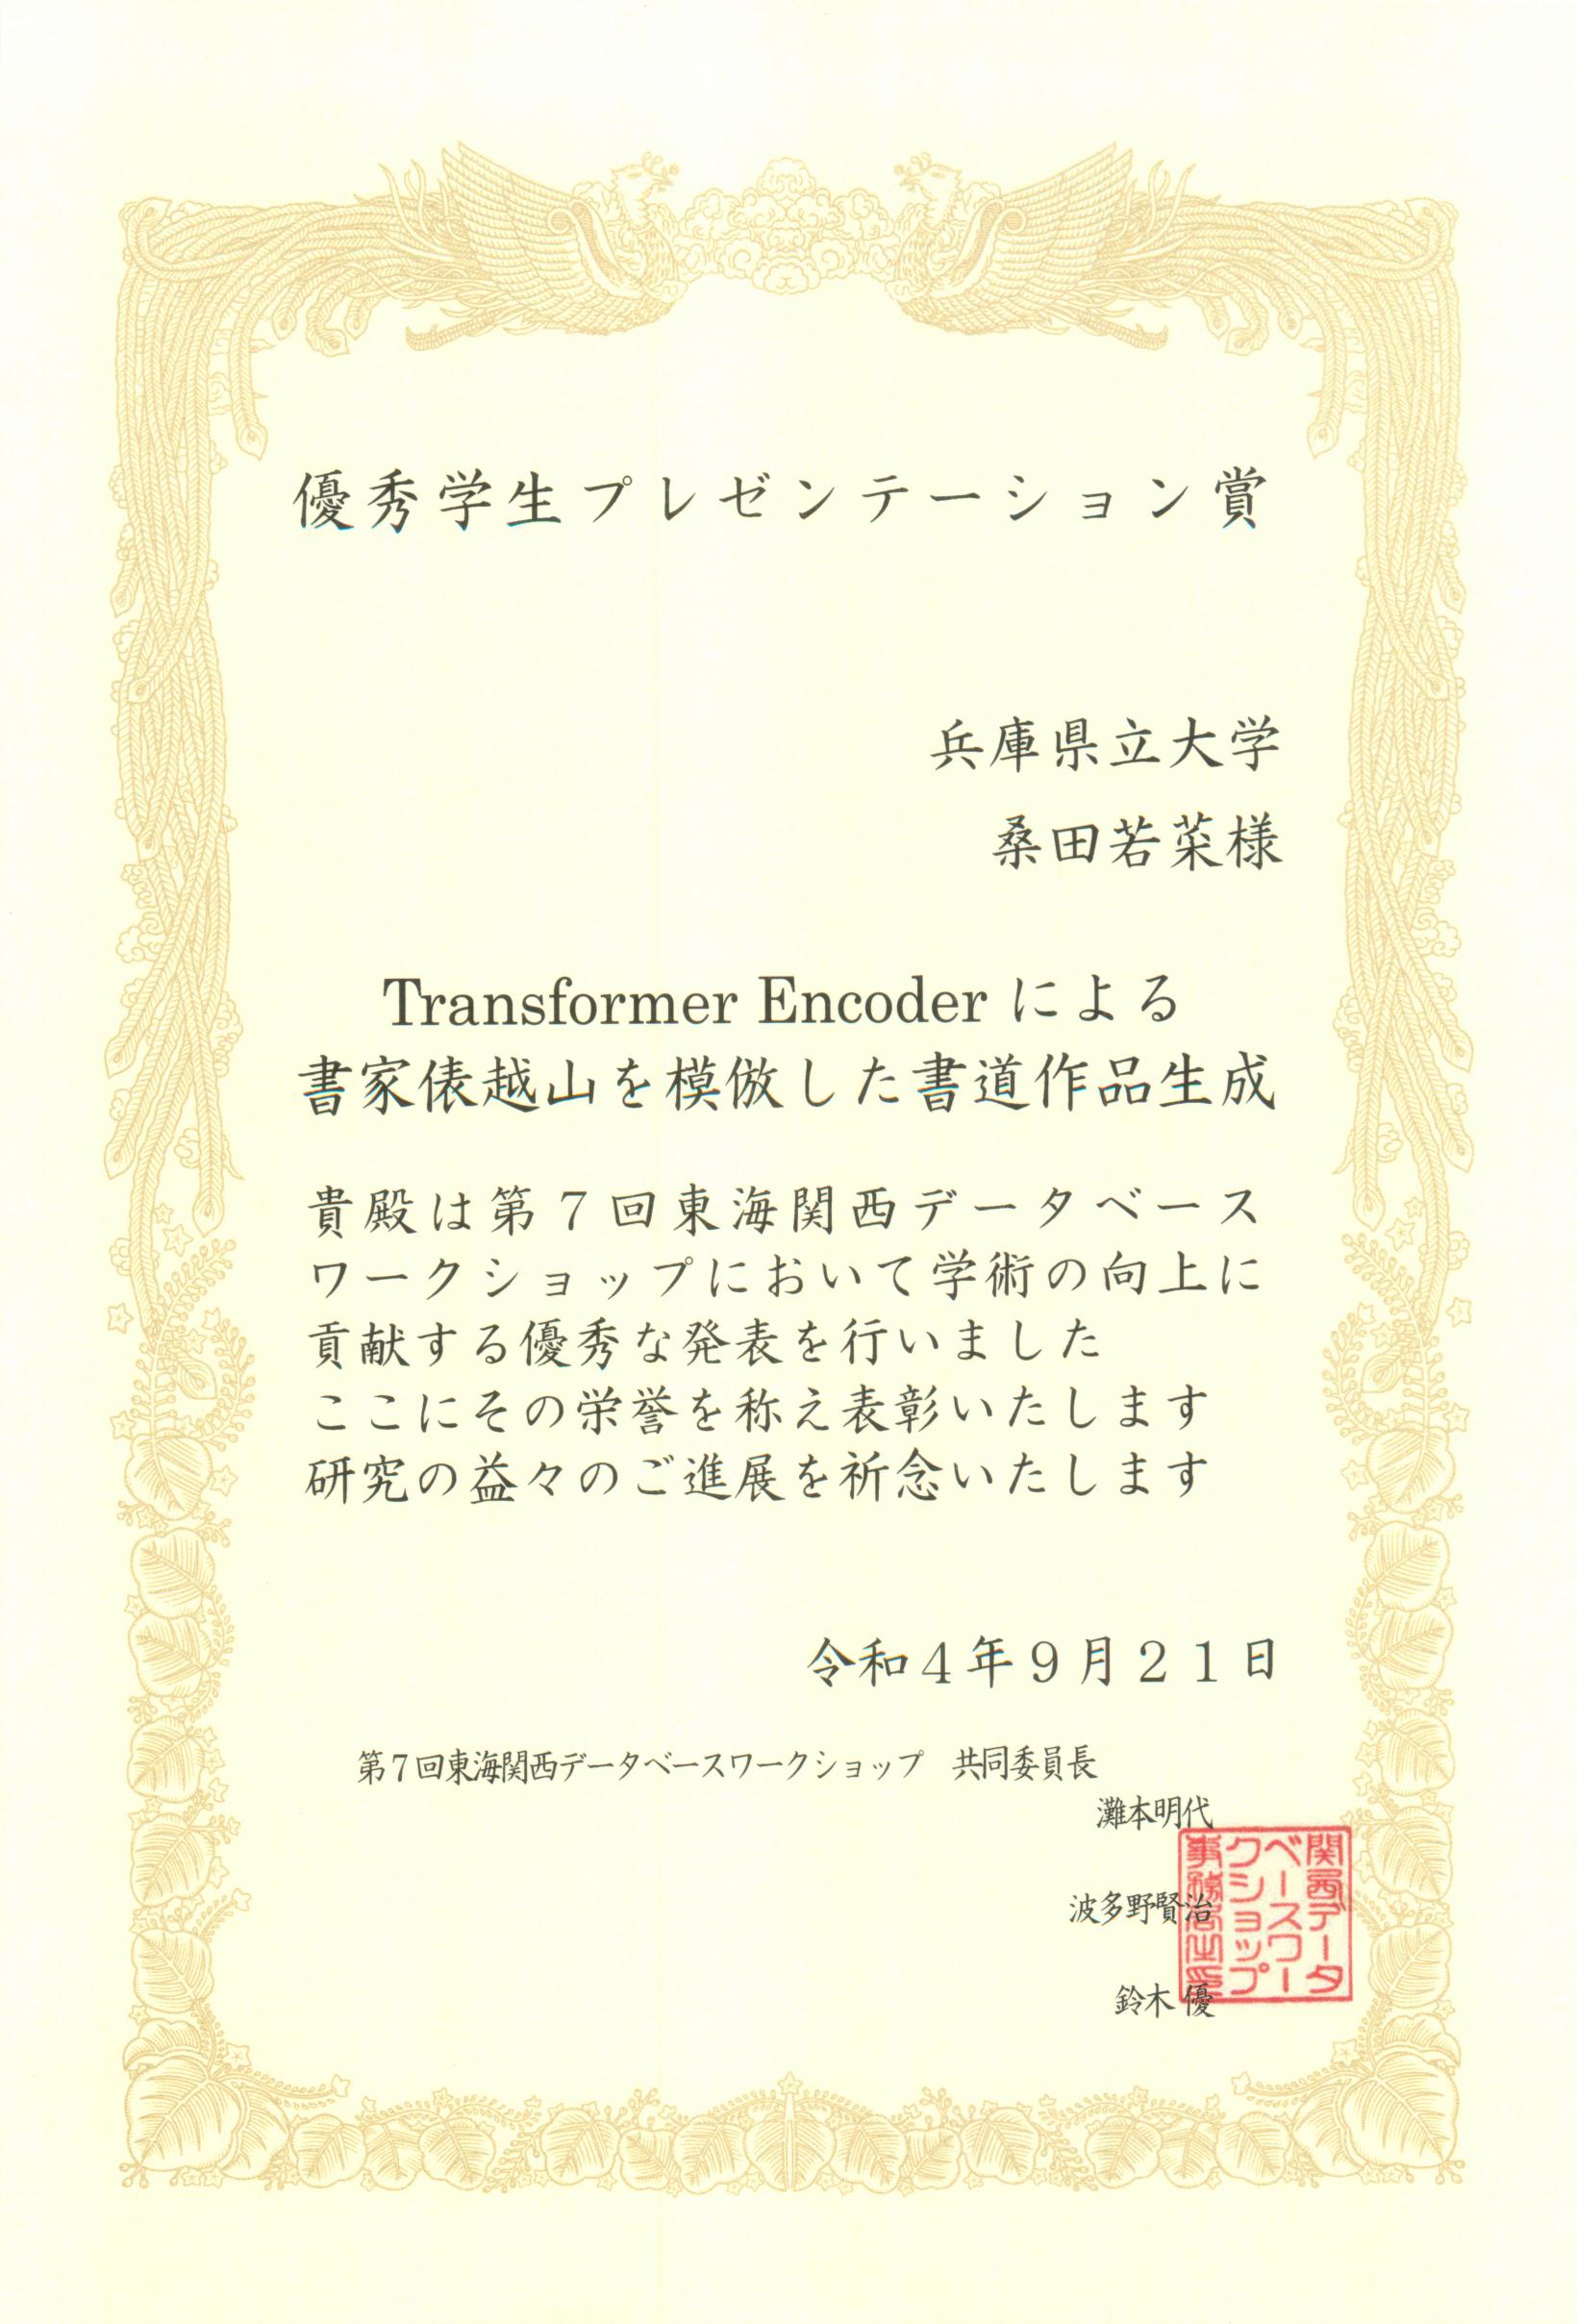 優秀学生プレゼンテーション賞
兵庫県立大学
桑田若菜様
Transformer Encoder による
書家俵越山を模倣した書道作品生成
貴殿は第７回東海関西データベース
ワークショップにおいて学術の向上に
貢献する優秀な発表を行いました
ここにその栄誉を称え表彰いたします
研究の益々のご進展を祈念いたします
令和４年９月２１日
第７回東海関西データベースワークショップ　共同委員長
灘本明代
波多野賢治
鈴木 優
関西データ
ベースワー
クショップ
事務局之印